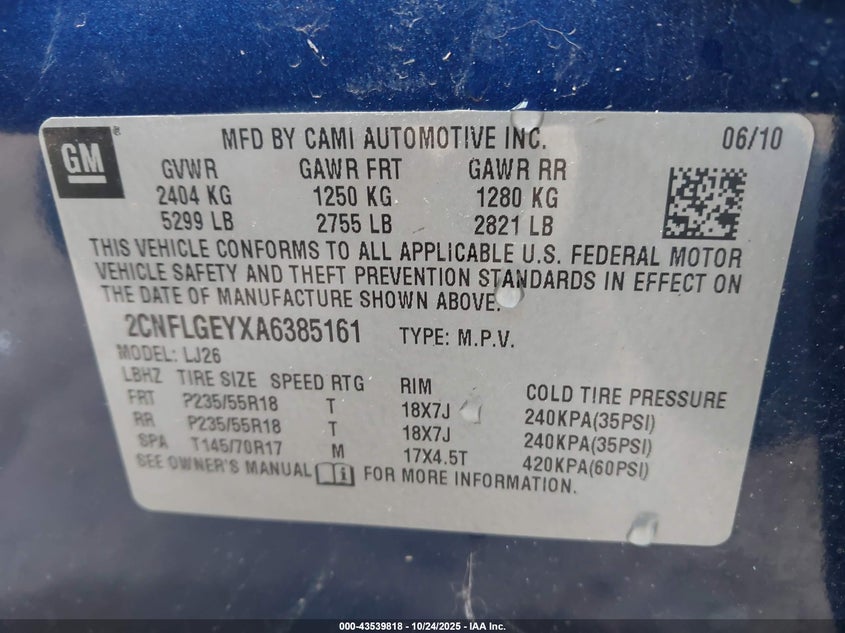 GM ®
MFD BY CAMI AUTOMOTIVE INC. 06/10
GVWR GAWR FRT GAWR RR
2404 KG 1250 KG 1280 KG
5299 LB 2755 LB 2821 LB
THIS VEHICLE CONFORMS TO ALL APPLICABLE U.S. FEDERAL MOTOR
VEHICLE SAFETY AND THEFT PREVENTION STANDARDS IN EFFECT ON
THE DATE OF MANUFACTURE SHOWN ABOVE.
2CNFLGEYXA6385161 TYPE: M.P.V.
MODEL: LJ26
LBHZ TIRE SIZE SPEED RTG RIM COLD TIRE PRESSURE
FRT P235/55R18 T 18X7J 240KPA(35PSI)
RR P235/55R18 T 18X7J 240KPA(35PSI)
SPA T145/70R17 M 17X4.5T 420KPA(60PSI)
SEE OWNER'S MANUAL i FOR MORE INFORMATION.
000-43539818 - 10/24/2025 - IAA Inc.